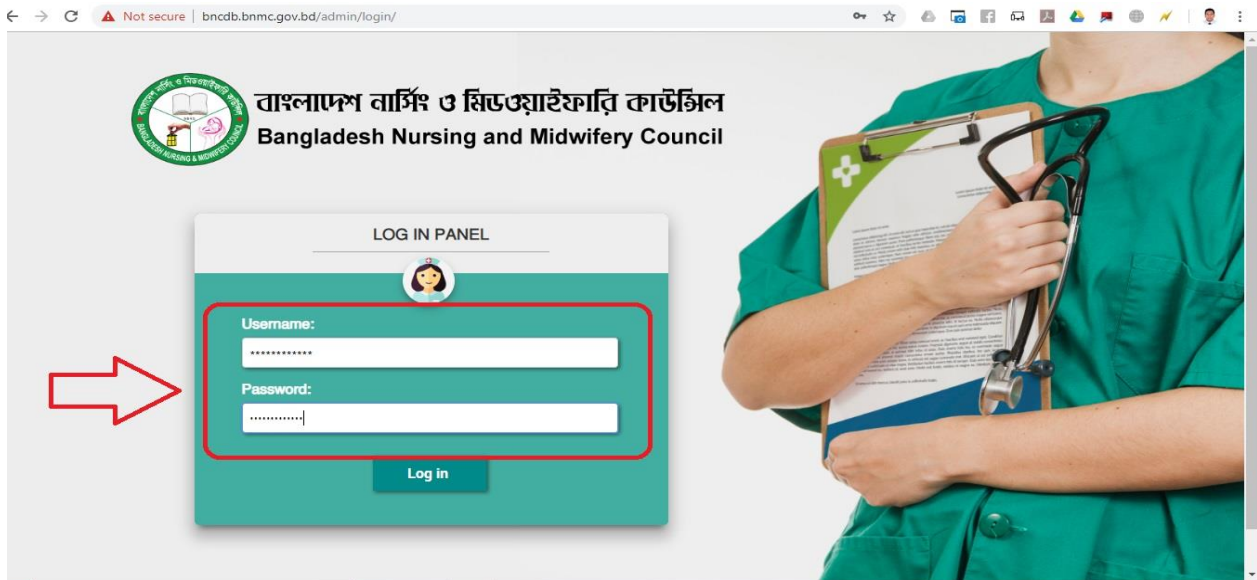 Not secure | bncdb.bnmc.gov.bd/admin/login/
বাংলাদেশ নার্সিং ও মিডওয়াইফারি কাউন্সিল
Bangladesh Nursing and Midwifery Council
LOG IN PANEL
Username:
************
Password:
Log in